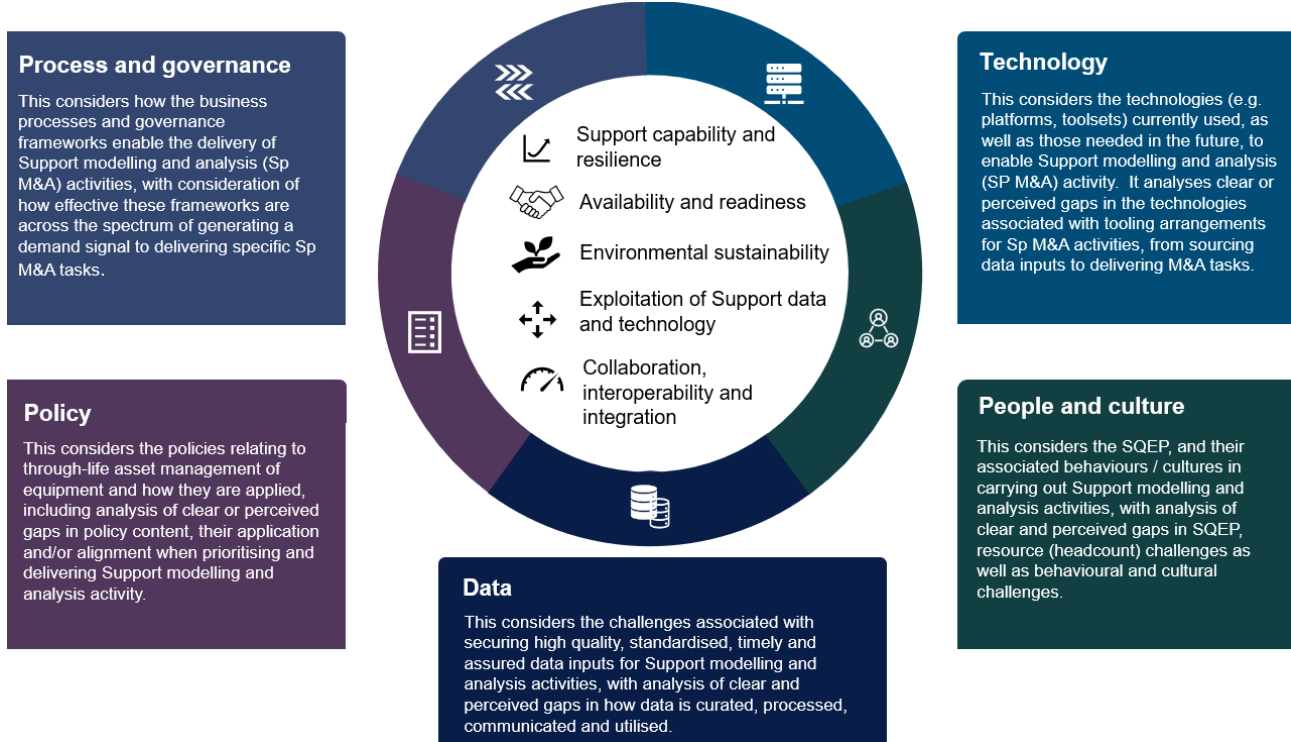 Process and governance
This considers how the business
processes and governance
frameworks enable the delivery of
Support modelling and analysis (Sp
M&A) activities, with consideration of
how effective these frameworks are
across the spectrum of generating a
demand signal to delivering specific Sp
M&A tasks.
Technology
This considers the technologies (e.g.
platforms, toolsets) currently used, as
well as those needed in the future, to
enable Support modelling and analysis
(SP M&A) activity.  It analyses clear or
perceived gaps in the technologies
associated with tooling arrangements
for Sp M&A activities, from sourcing
data inputs to delivering M&A tasks.
Support capability and
resilience
Availability and readiness
Environmental sustainability
Exploitation of Support data
and technology
Collaboration,
interoperability and
integration
Policy
This considers the policies relating to
through-life asset management of
equipment and how they are applied,
including analysis of clear or perceived
gaps in policy content, their application
and/or alignment when prioritising and
delivering Support modelling and
analysis activity.
People and culture
This considers the SQEP, and their
associated behaviours / cultures in
carrying out Support modelling and
analysis activities, with analysis of
clear and perceived gaps in SQEP,
resource (headcount) challenges as
well as behavioural and cultural
challenges.
Data
This considers the challenges associated with
securing high quality, standardised, timely and
assured data inputs for Support modelling and
analysis activities, with analysis of clear and
perceived gaps in how data is curated, processed,
communicated and utilised.